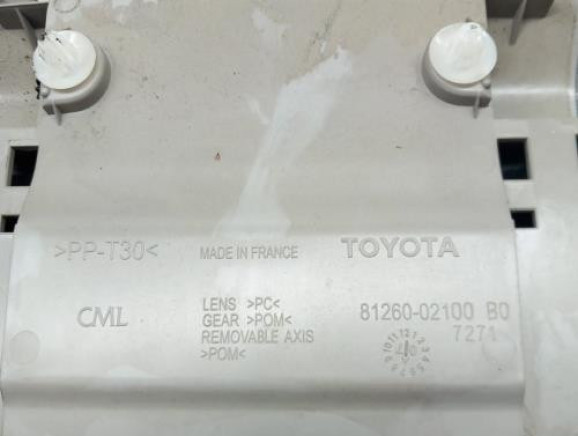 >PP-T30< MADE IN FRANCE TOYOTA
CML
LENS >PC<
GEAR >POM<
REMOVABLE AXIS
>POM<
81260-02100 B0
7271